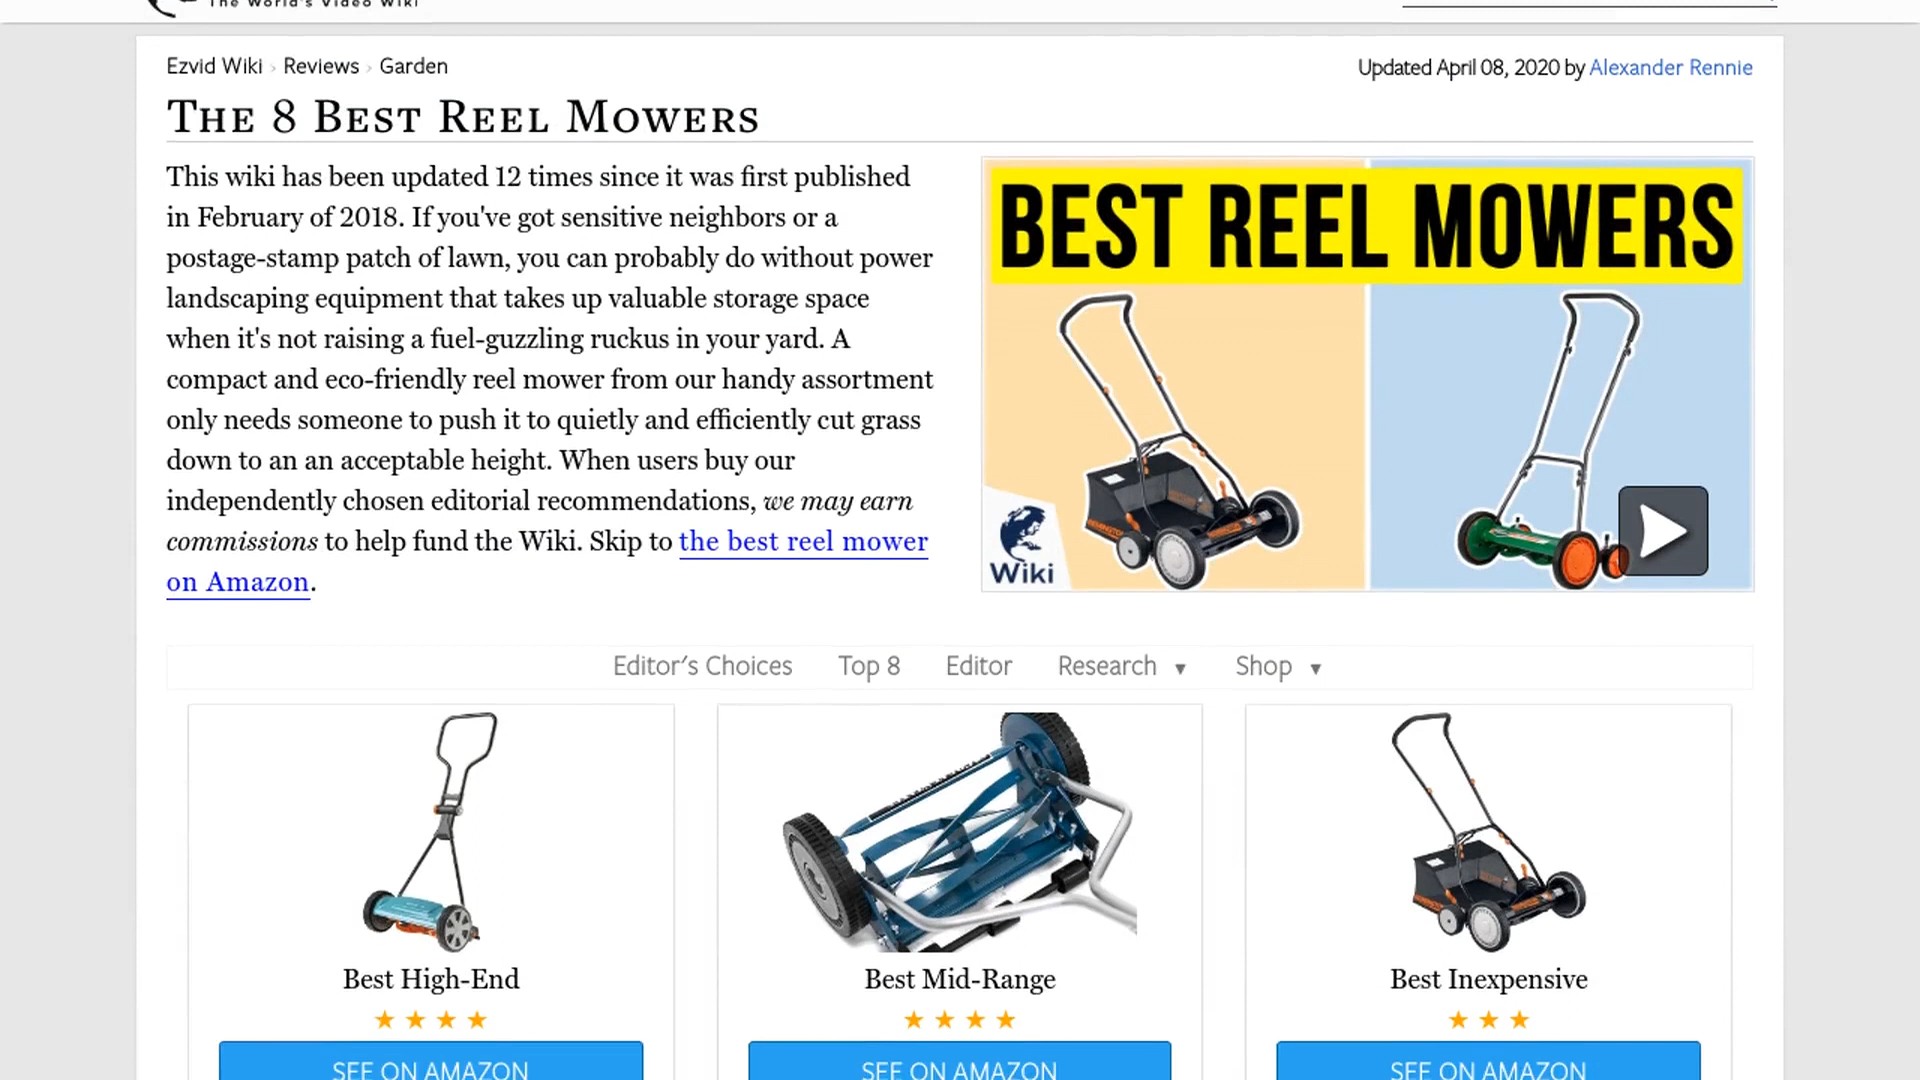 The World's Video Wiki
Ezvid Wiki › Reviews › Garden
Updated April 08, 2020 by Alexander Rennie
The 8 Best Reel Mowers
This wiki has been updated 12 times since it was first published
in February of 2018. If you've got sensitive neighbors or a
postage-stamp patch of lawn, you can probably do without power
landscaping equipment that takes up valuable storage space
when it's not raising a fuel-guzzling ruckus in your yard. A
compact and eco-friendly reel mower from our handy assortment
only needs someone to push it to quietly and efficiently cut grass
down to an an acceptable height. When users buy our
independently chosen editorial recommendations, we may earn
commissions to help fund the Wiki. Skip to the best reel mower
on Amazon.
BEST REEL MOWERS
REMINGTON
Wiki
Editor's Choices Top 8 Editor Research ▼ Shop ▼
Best High-End
Best Mid-Range
Best Inexpensive
SEE ON AMAZON
SEE ON AMAZON
SEE ON AMAZON